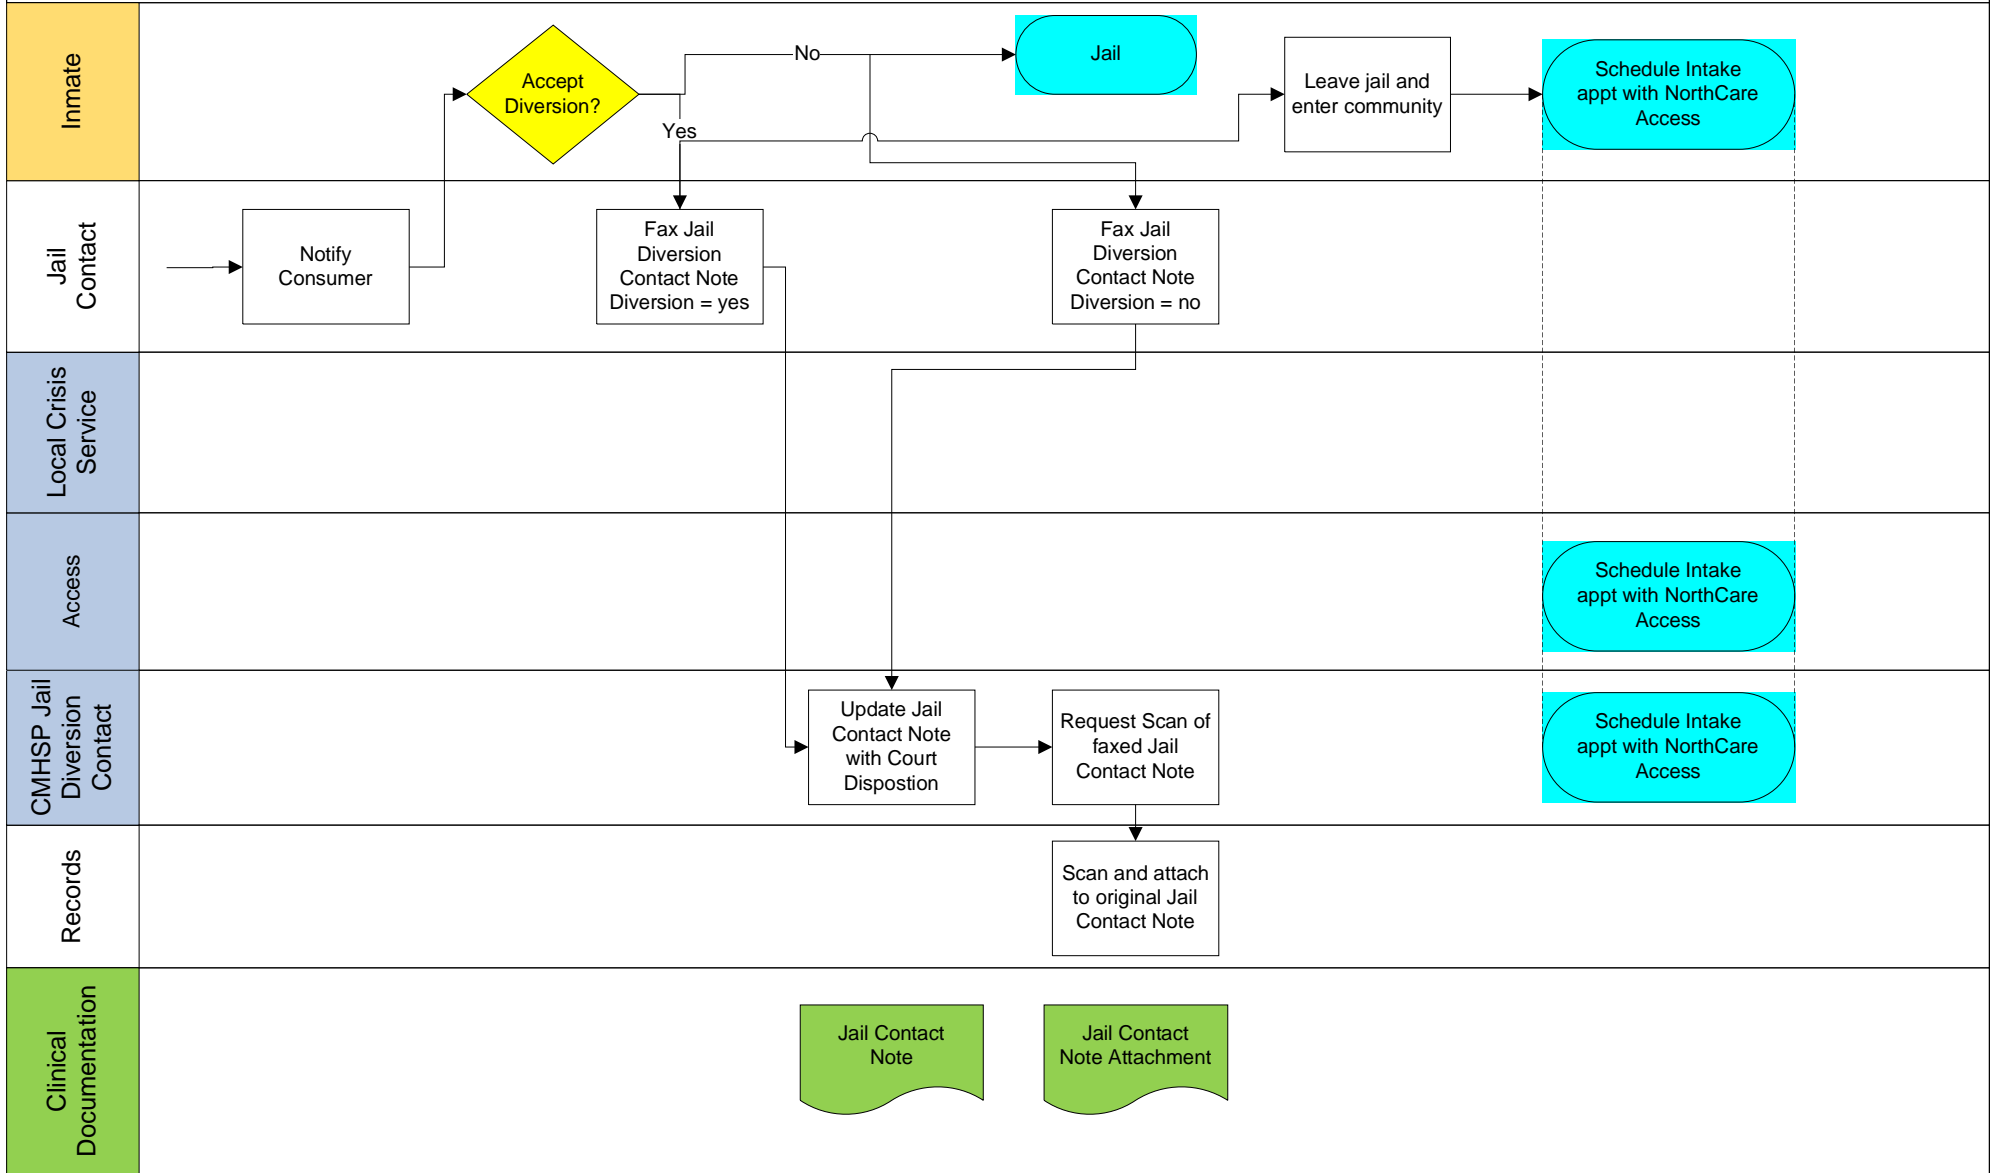 Inmate
Accept
Diversion?
No
Yes
Jail
Leave jail and
enter community
Schedule Intake
appt with NorthCare
Access
Jail
Contact
Notify
Consumer
Fax Jail
Diversion
Contact Note
Diversion = yes
Fax Jail
Diversion
Contact Note
Diversion = no
Local Crisis
Service
Access
Schedule Intake
appt with NorthCare
Access
CMHSP Jail
Diversion
Contact
Update Jail
Contact Note
with Court
Dispostion
Request Scan of
faxed Jail
Contact Note
Schedule Intake
appt with NorthCare
Access
Records
Scan and attach
to original Jail
Contact Note
Clinical
Documentation
Jail Contact
Note
Jail Contact
Note Attachment